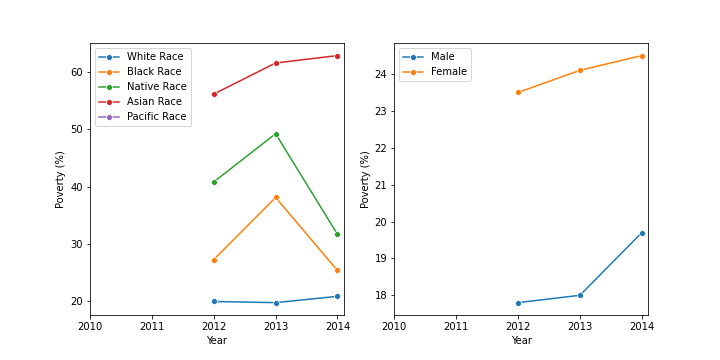 White Race
Black Race
Native Race
Asian Race
Pacific Race
60
50
40
30
20
Poverty (%)
2010 2011 2012 2013 2014
Year
Male
Female
24
23
22
21
20
19
18
Poverty (%)
2010 2011 2012 2013 2014
Year